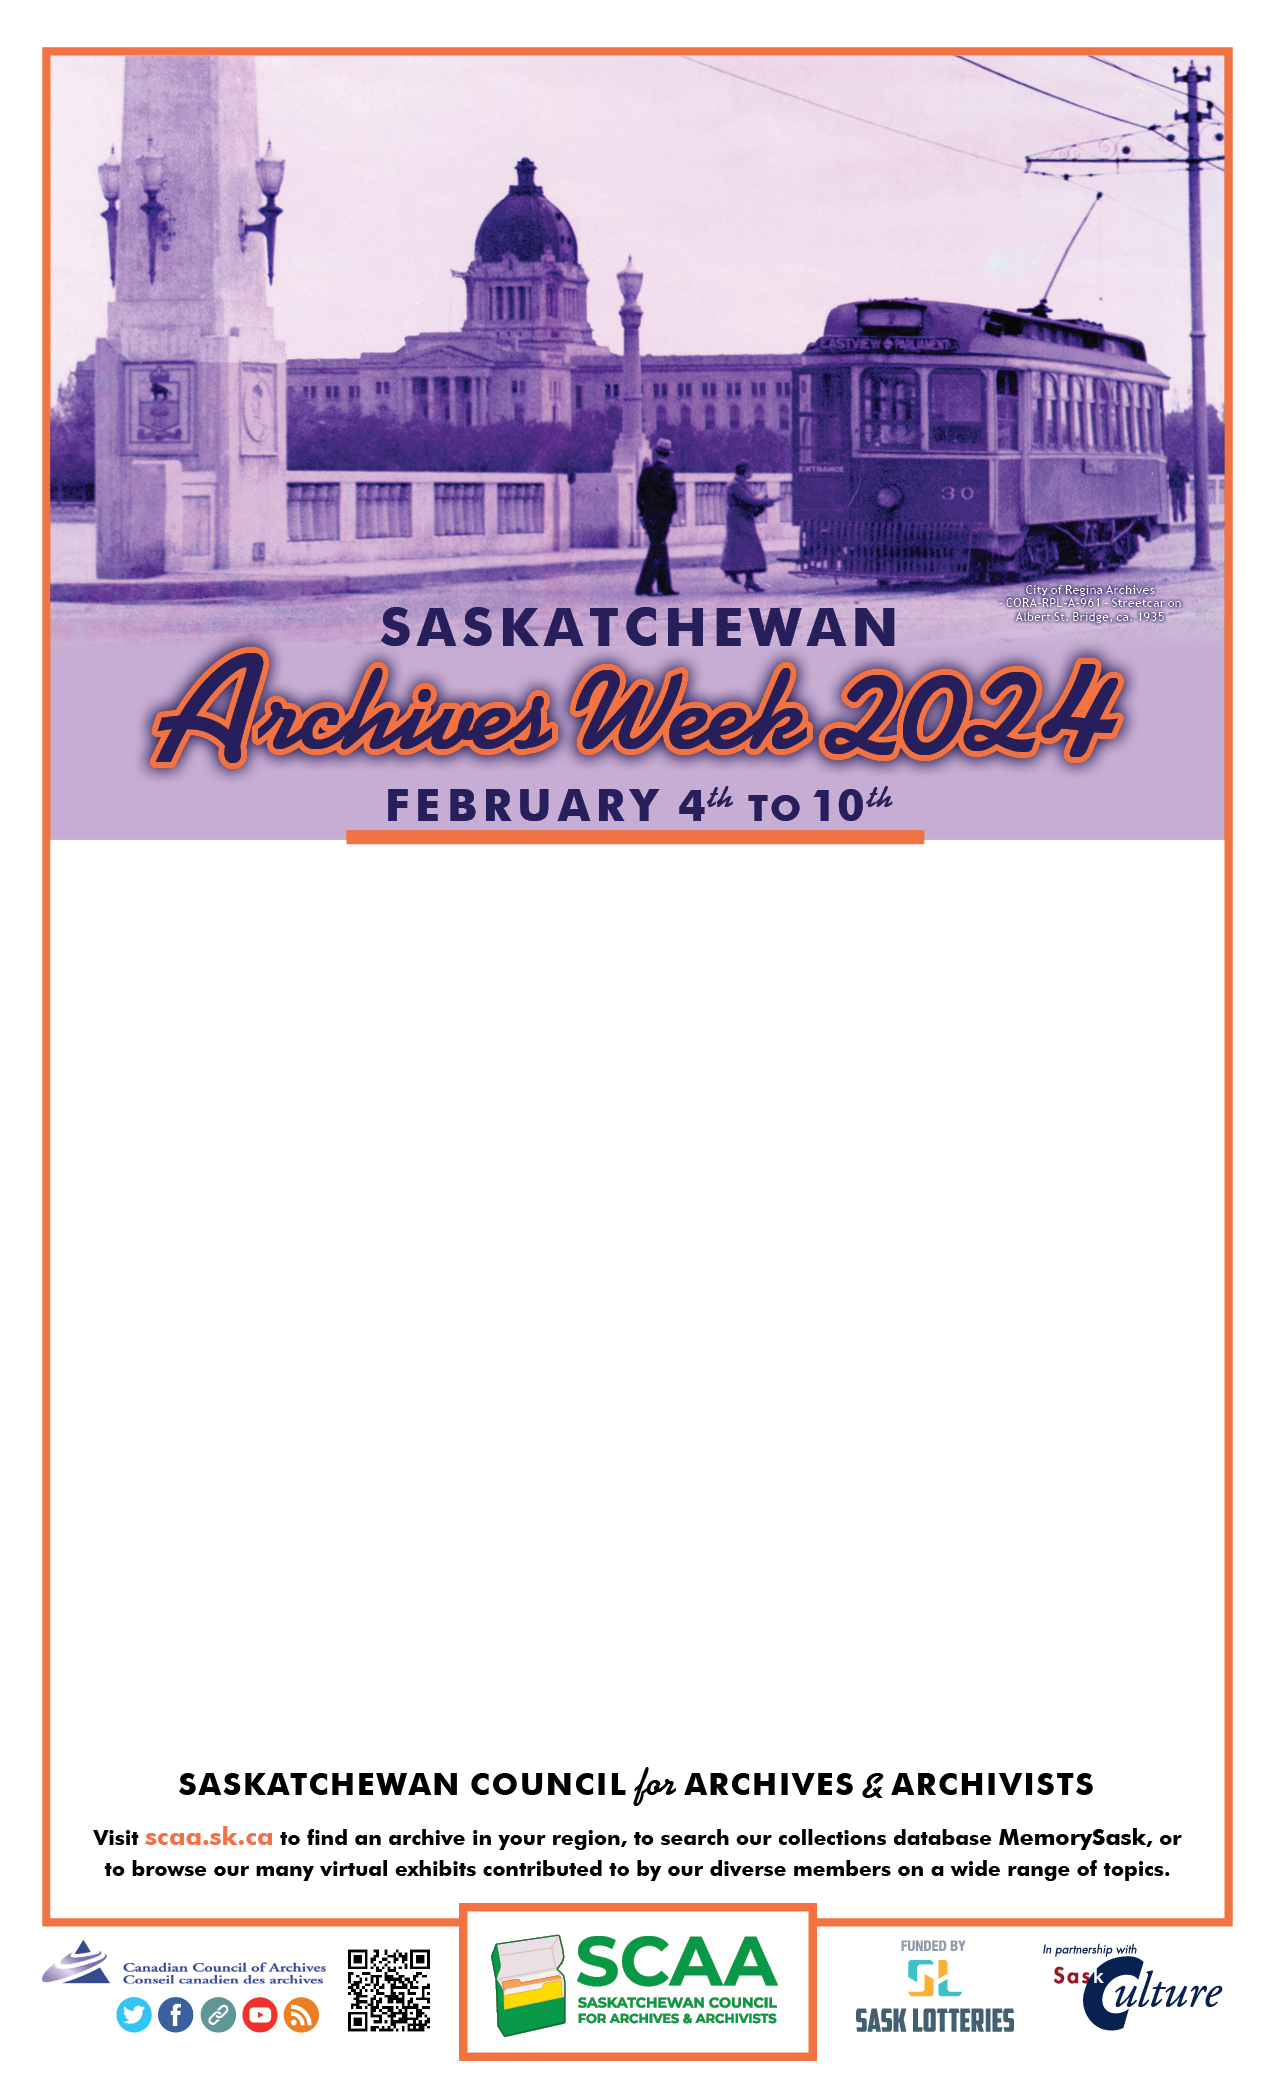 EASTVIEW PARLIAMENT
ENTRANCE
30
City of Regina Archives
- CORA-RPL-A-961 - Streetcar on
Albert St. Bridge, ca. 1935
SASKATCHEWAN
Archives Week 2024
FEBRUARY 4th TO 10th
SASKATCHEWAN COUNCIL for ARCHIVES & ARCHIVISTS
Visit scaa.sk.ca to find an archive in your region, to search our collections database MemorySask, or
to browse our many virtual exhibits contributed to by our diverse members on a wide range of topics.
Canadian Council of Archives
Conseil canadien des archives
SCAA
SASKATCHEWAN COUNCIL
FOR ARCHIVES & ARCHIVISTS
FUNDED BY
SL
SASK LOTTERIES
In partnership with
SaskCulture